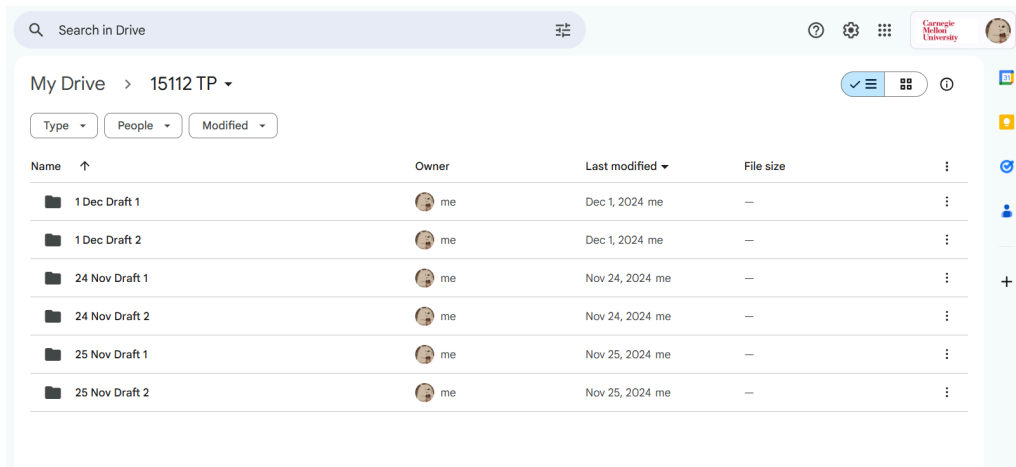 Search in Drive
Carnegie
Mellon
University
My Drive > 15112 TP
Type People Modified
Name Owner Last modified File size
1 Dec Draft 1 me Dec 1, 2024 me —
1 Dec Draft 2 me Dec 1, 2024 me —
24 Nov Draft 1 me Nov 24, 2024 me —
24 Nov Draft 2 me Nov 24, 2024 me —
25 Nov Draft 1 me Nov 25, 2024 me —
25 Nov Draft 2 me Nov 25, 2024 me —
31